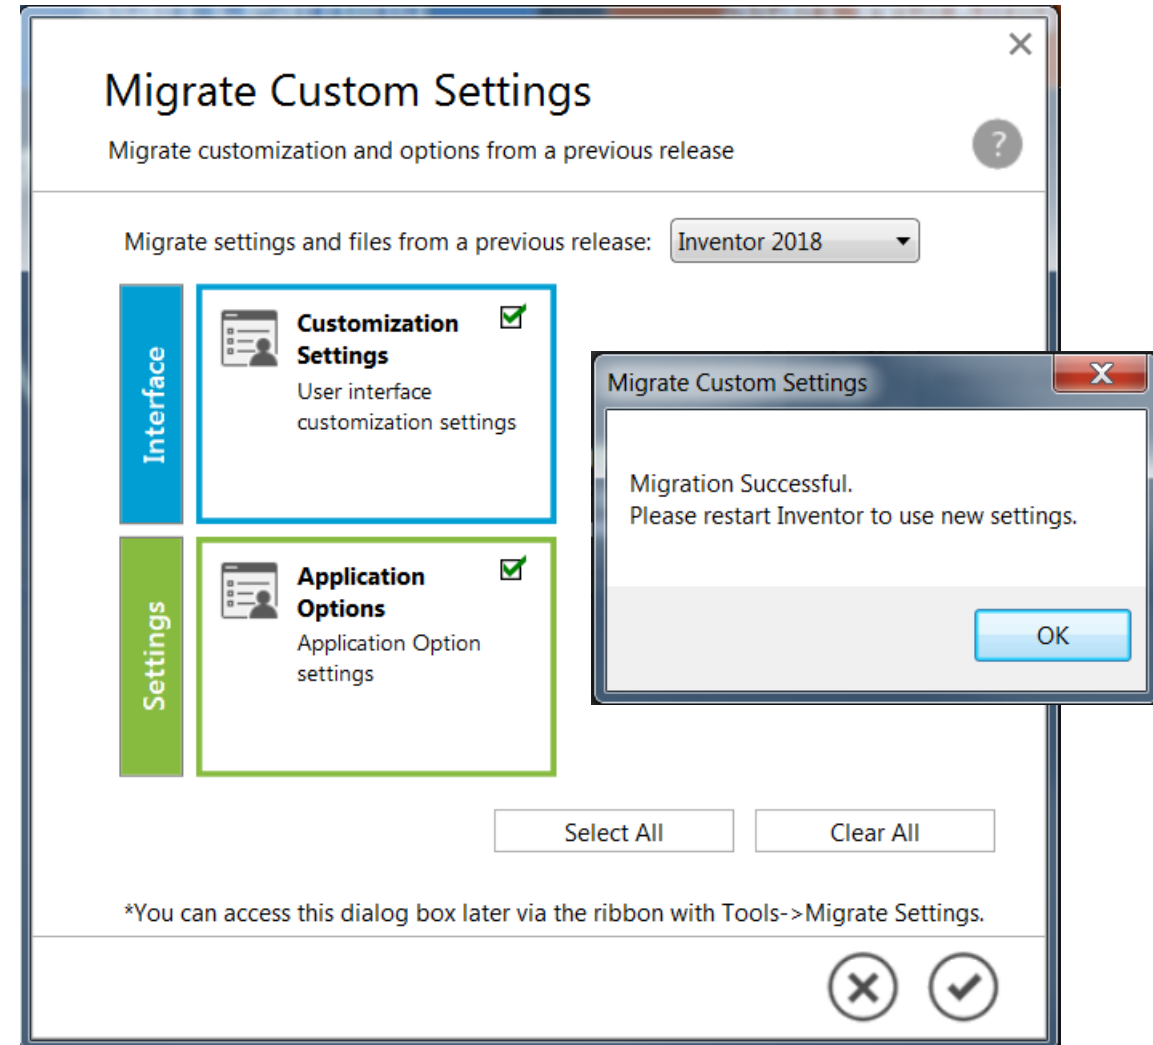 Migrate Custom Settings
Migrate customization and options from a previous release
?
Migrate settings and files from a previous release: Inventor 2018
Interface
Customization
Settings
User interface
customization settings
Settings
Application
Options
Application Option
settings
Migrate Custom Settings
Migration Successful.
Please restart Inventor to use new settings.
OK
Select All
Clear All
*You can access this dialog box later via the ribbon with Tools->Migrate Settings.